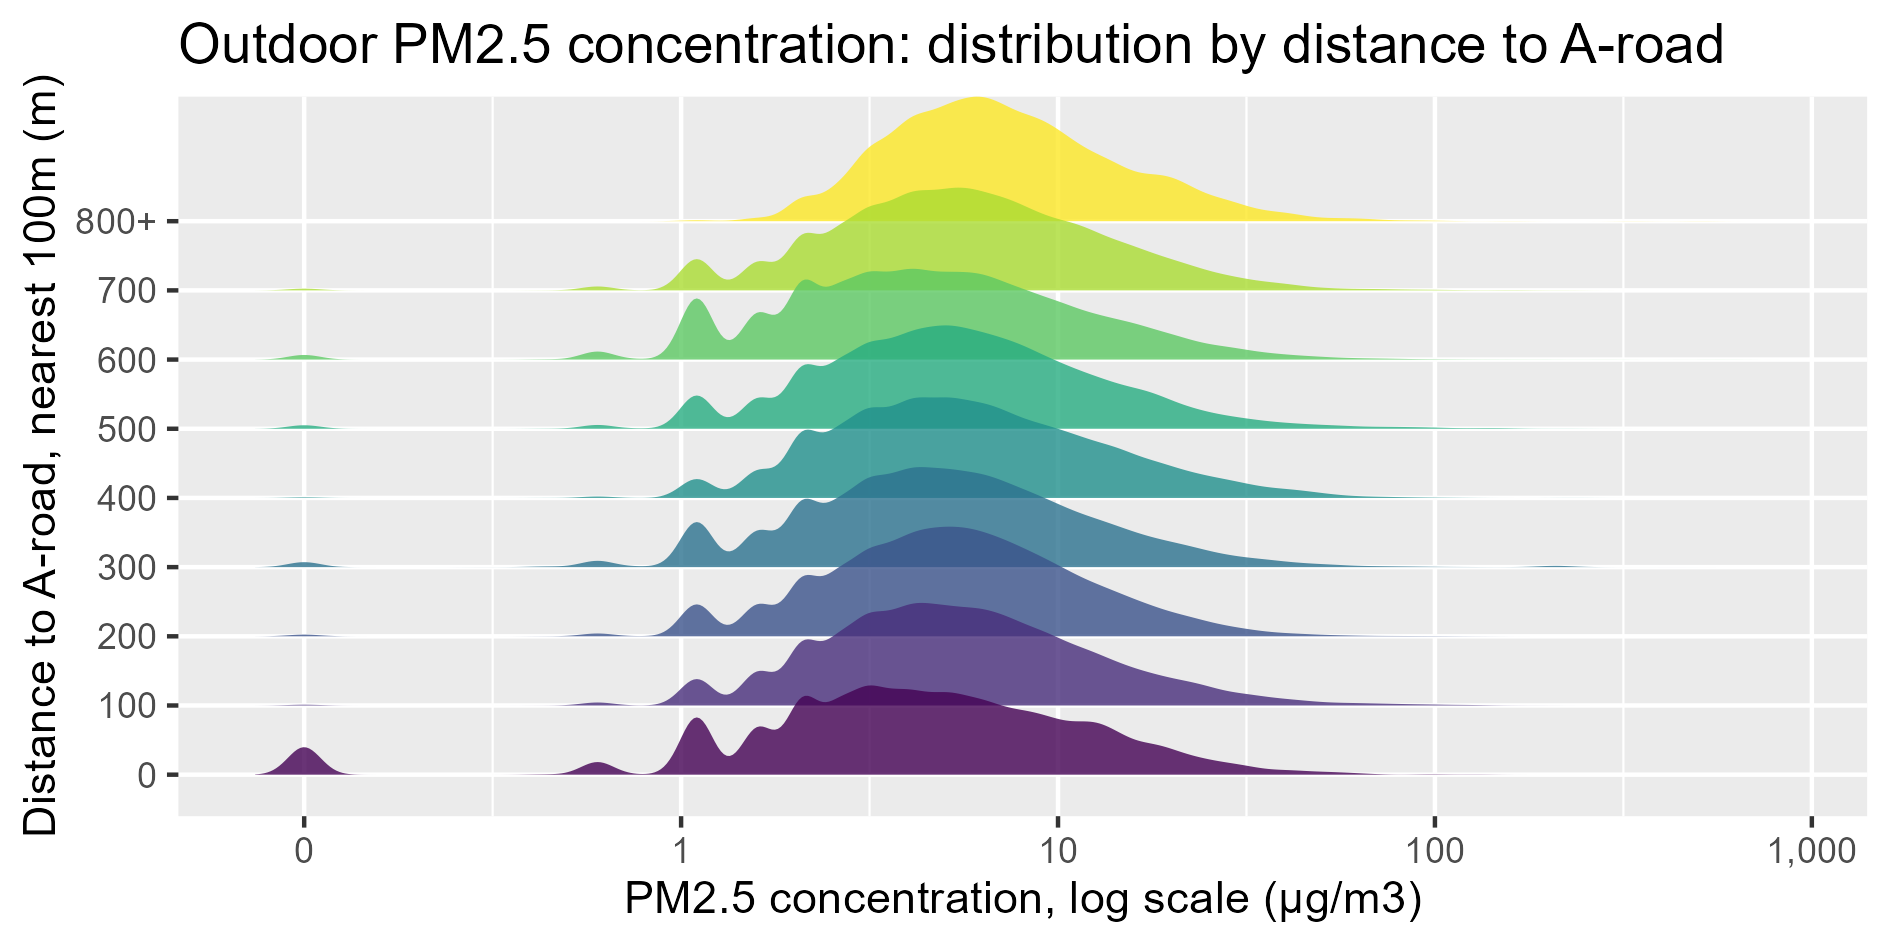 Outdoor PM2.5 concentration: distribution by distance to A-road
Distance to A-road, nearest 100m (m)
800+
700
600
500
400
300
200
100
0
0 1 10 100 1,000
PM2.5 concentration, log scale (µg/m3)